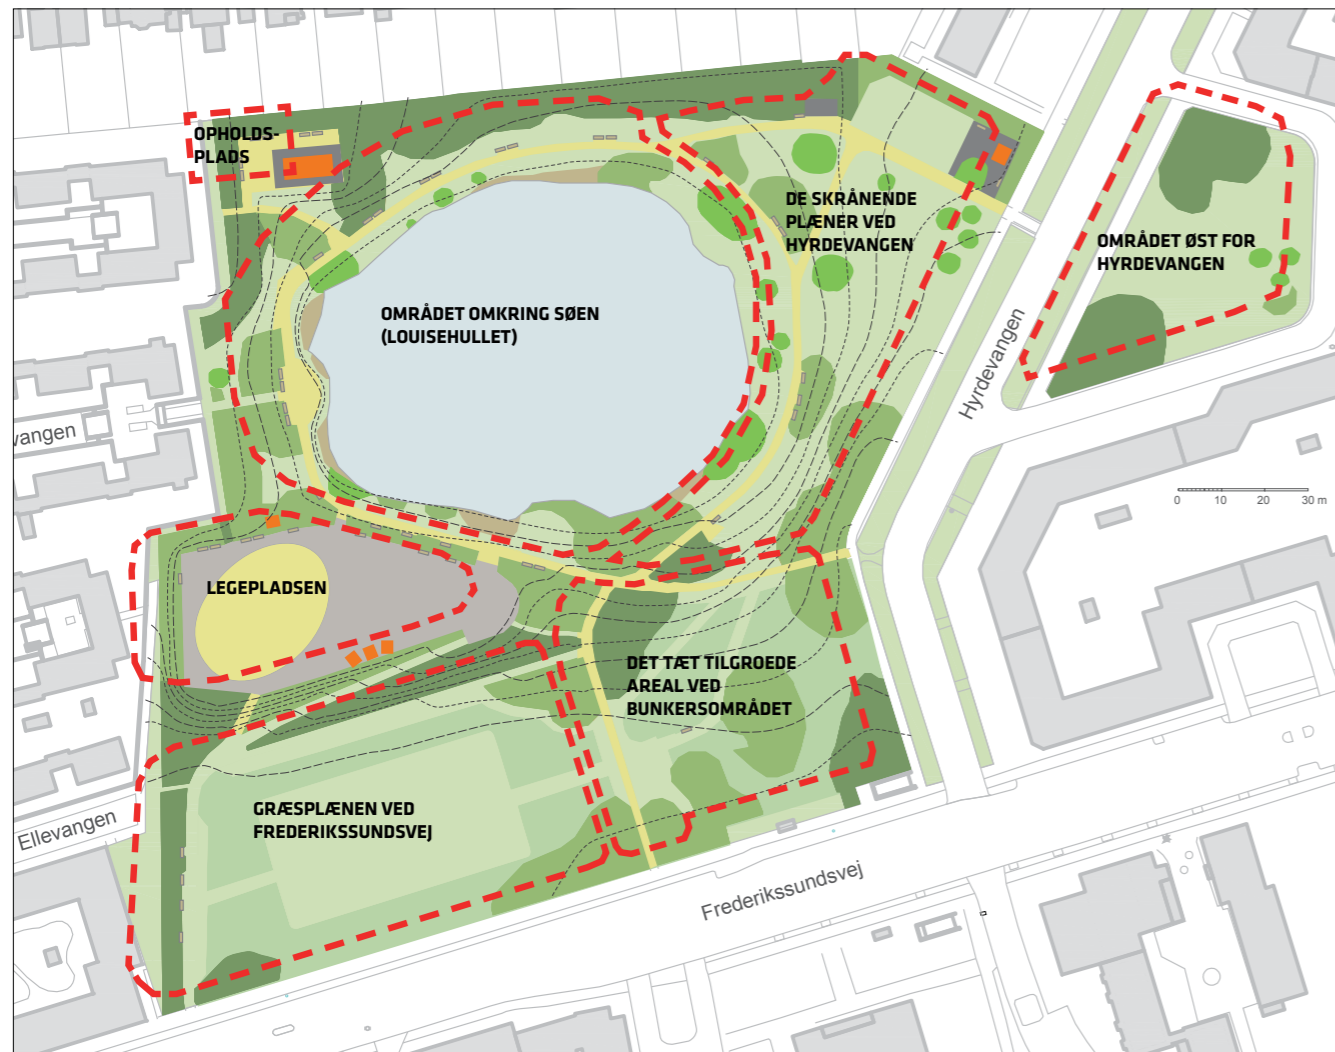 OPHOLDS-
PLADS
DE SKRÅNENDE
PLÆNER VED
HYRDEVANGEN
OMRÅDET ØST FOR
HYRDEVANGEN
OMRÅDET OMKRING SØEN
(LOUISEHULLET)
Hyrdevangen
vangen
0 10 20 30 m
LEGEPLADSEN
DET TÆT TILGROEDE
AREAL VED
BUNKERSOMRÅDET
GRÆSPLÆNEN VED
FREDERIKSSUNDSVEJ
Ellevangen
Frederikssundsvej